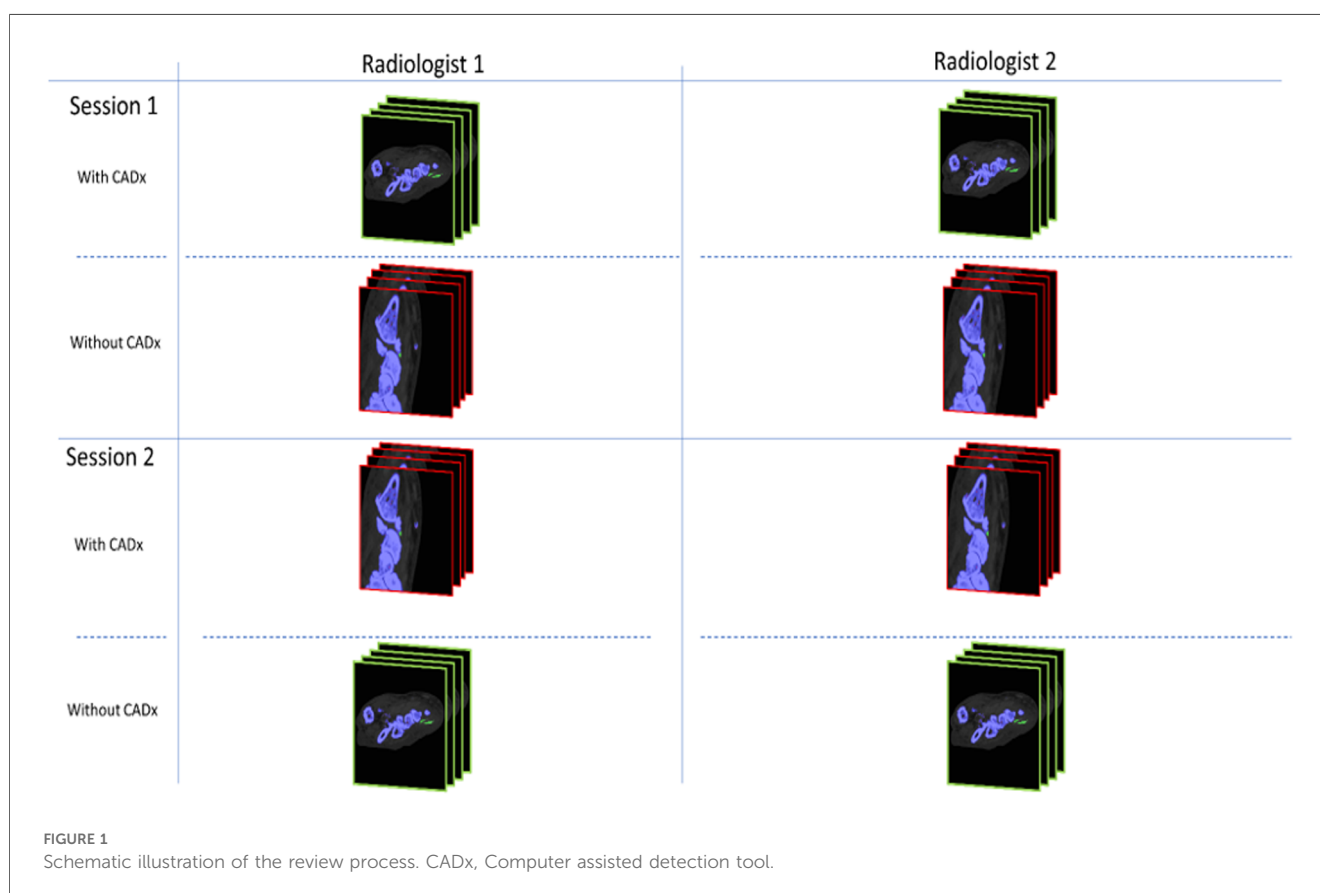 Radiologist 1
Radiologist 2
Session 1
With CADx
Without CADx
Session 2
With CADx
Without CADx
FIGURE 1
Schematic illustration of the review process. CADx, Computer assisted detection tool.